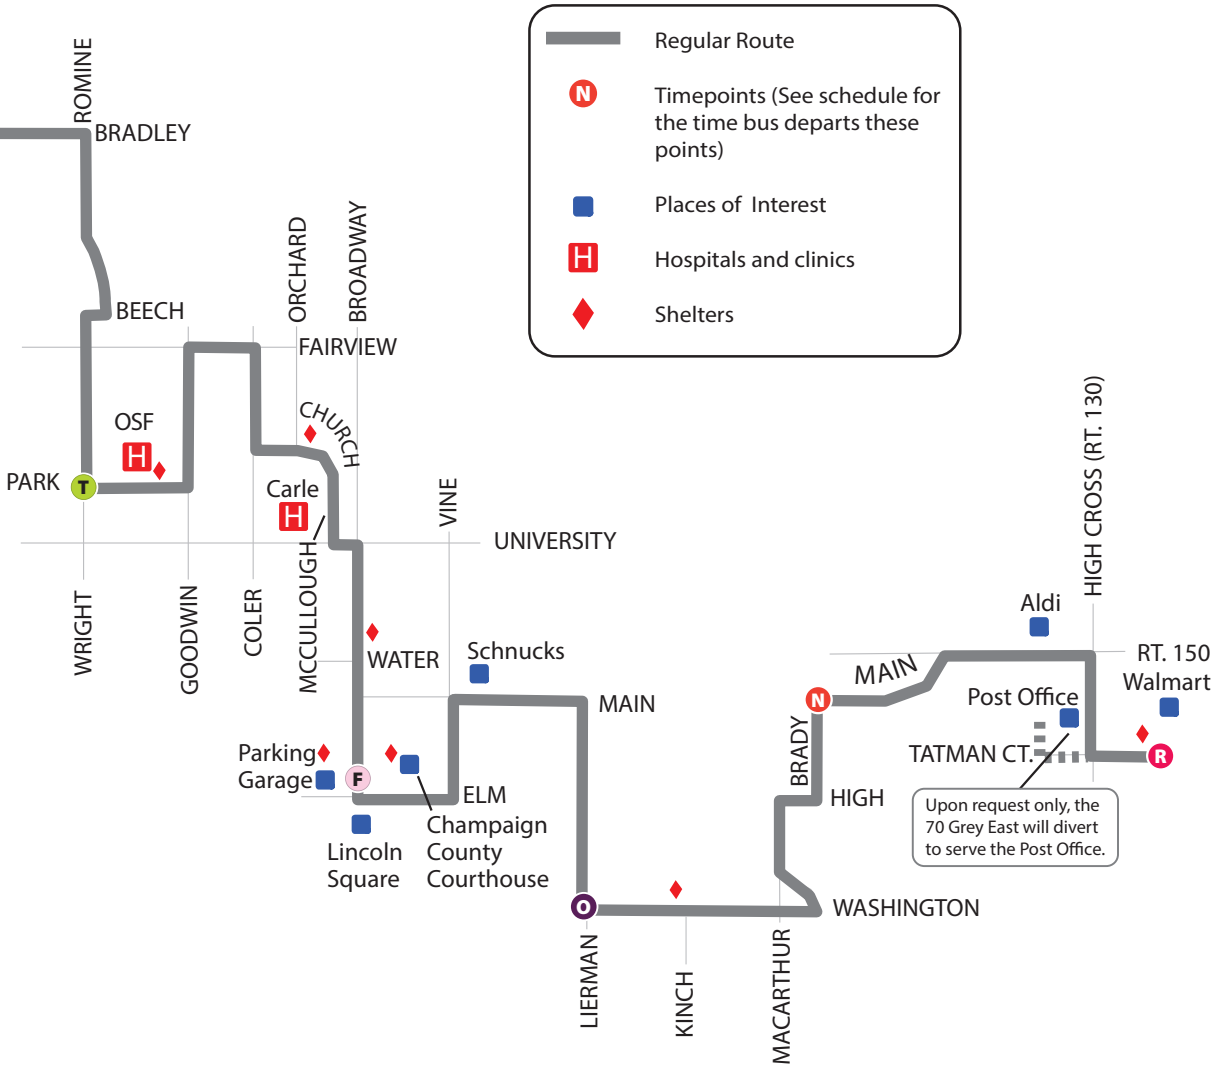 Regular Route
N
Timepoints (See schedule for
the time bus departs these
points)
Places of Interest
H
Hospitals and clinics
Shelters
ROMINE
BRADLEY
BEECH
ORCHARD
BROADWAY
FAIRVIEW
CHURCH
OSF
H
PARK
T
Carle
H
VINE
UNIVERSITY
MCCULLOUGH
WRIGHT
GOODWIN
COLER
WATER
Schnucks
MAIN
Parking
Garage
F
ELM
Lincoln
Square
Champaign
County
Courthouse
O
LIERMAN
KINCH
MACARTHUR
WASHINGTON
HIGH
BRADY
N
MAIN
Aldi
HIGH CROSS (RT. 130)
RT. 150
Walmart
Post Office
TATMAN CT.
R
Upon request only, the
70 Grey East will divert
to serve the Post Office.